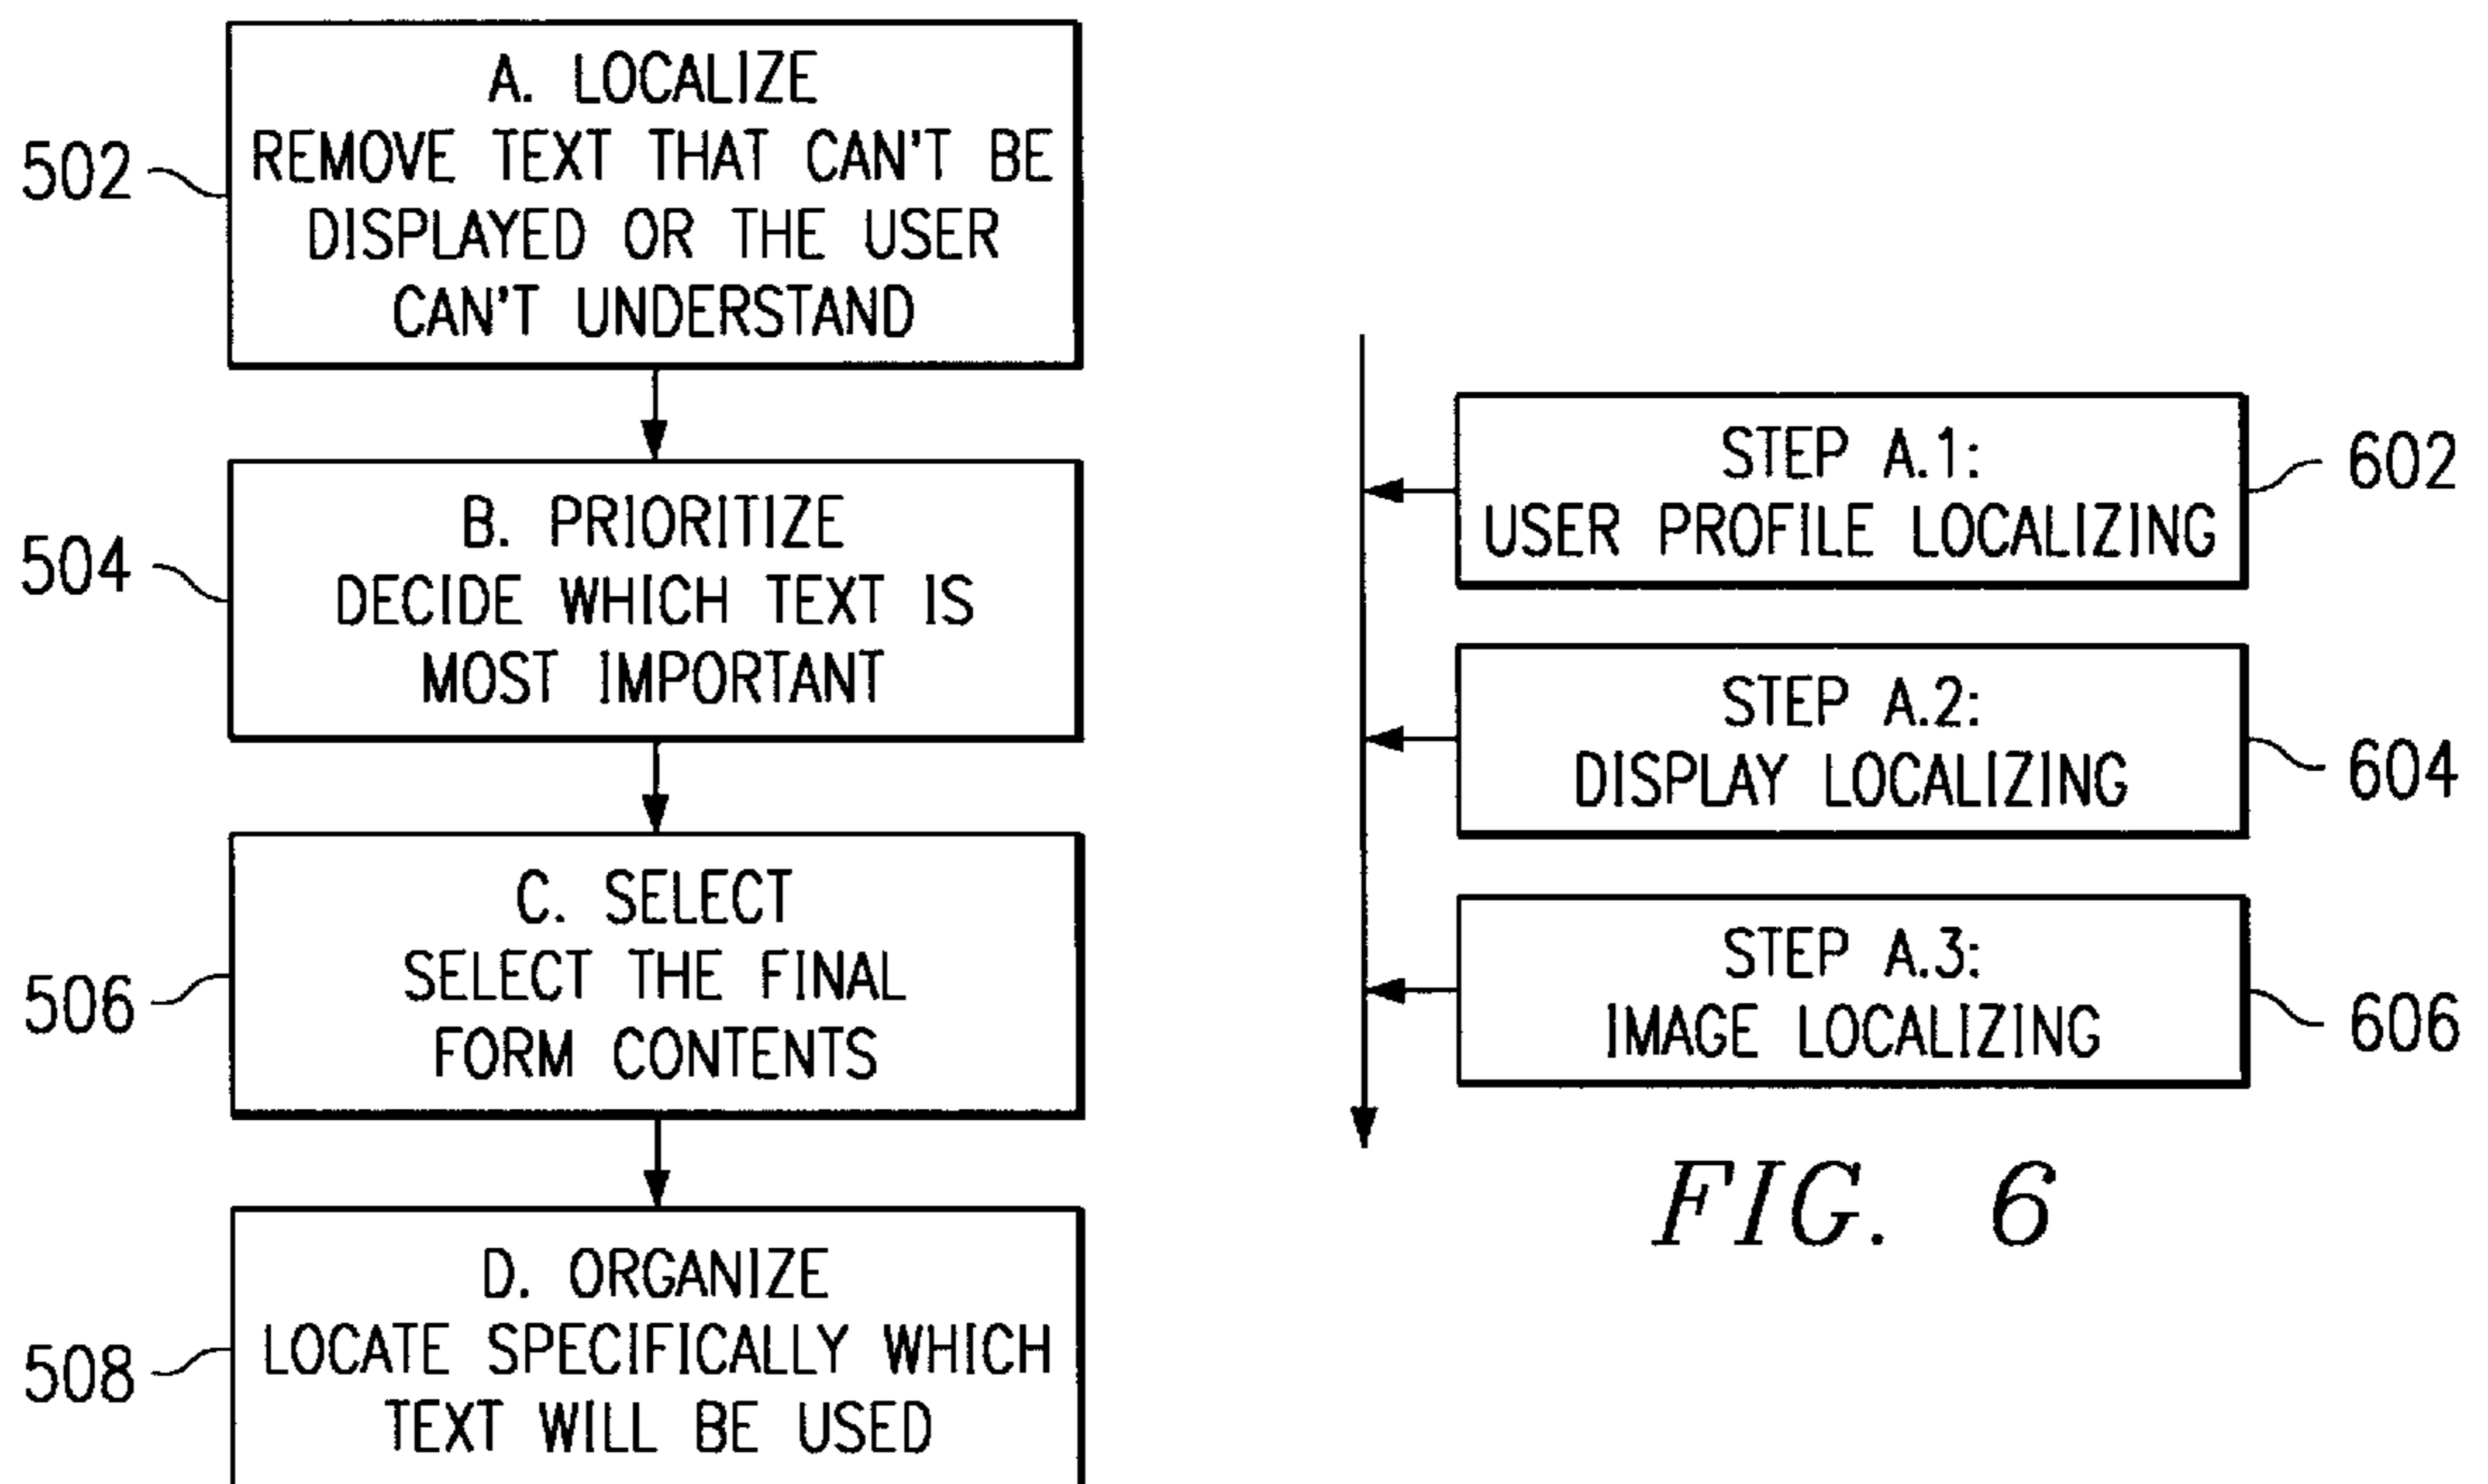 502
A. LOCALIZE
REMOVE TEXT THAT CAN'T BE
DISPLAYED OR THE USER
CAN'T UNDERSTAND
504
B. PRIORITIZE
DECIDE WHICH TEXT IS
MOST IMPORTANT
506
C. SELECT
SELECT THE FINAL
FORM CONTENTS
508
D. ORGANIZE
LOCATE SPECIFICALLY WHICH
TEXT WILL BE USED
STEP A.1:
USER PROFILE LOCALIZING
602
STEP A.2:
DISPLAY LOCALIZING
604
STEP A.3:
IMAGE LOCALIZING
606
FIG. 6